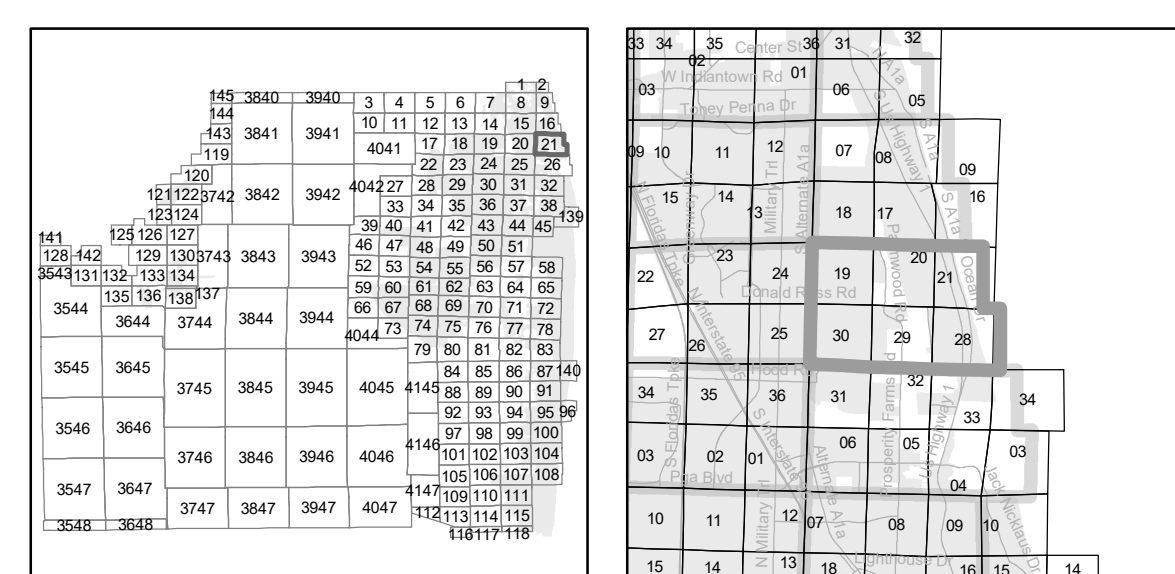 1 2
145 3840 3940 3 4 5 6 7 8 9
144
10 11 12 13 14 15 16
143 3841 3941
17 18 19 20 21
119 4041
22 23 24 25 26
120
121 122 3742 3842 3942 4042 27 28 29 30 31 32
33 34 35 36 37 38
123 124 139
39 40 41 42 43 44 45
125 126 127
141
46 47 48 49 50 51
128 142 129 130 3743 3843 3943
52 53 54 55 56 57 58
3543 131 132 133 134
59 60 61 62 63 64 65
135 136 138 137
3544 66 67 68 69 70 71 72
3644 3744 3844 3944
4044 73 74 75 76 77 78
79 80 81 82 83
3545 3645 84 85 86 87 140
3745 3845 3945 4045 4145 88 89 90 91
92 93 94 95 96
3546 3646 97 98 99 100
4146
3746 3846 3946 4046 101 102 103 104
105 106 107 108
3547 3647 4147
109 110 111
3747 3847 3947 4047
112 113 114 115
3548 3648
116 117 118
33 34 35 Center St 36 31 32
02
W Indiantown Rd 01
03 06 05
Toney Penna Dr
N A1a
S Us Highway 1
S A1a
09 10 11 12 07 08 09
Military Trl
S Alternate A1a
15 14 13 18 17 16
N Floridas Tpke
S A1a
23 20
22 24 19 21
Ocean Dr
Donald Ross Rd
N Interstate 95
27 26 25 30 29 28
Hood Rd
32
34 35 36 31 33 34
S Floridas Tpke
Prosperity Farms Rd
Us Highway 1
06 05
03 02 01 03
Pga Blvd
04
Alternate A1a
Jack Nicklaus Dr
10 11 12 07 08 09 10
N Military Trl
Lighthouse Dr
15 14 13 18 16 15 14